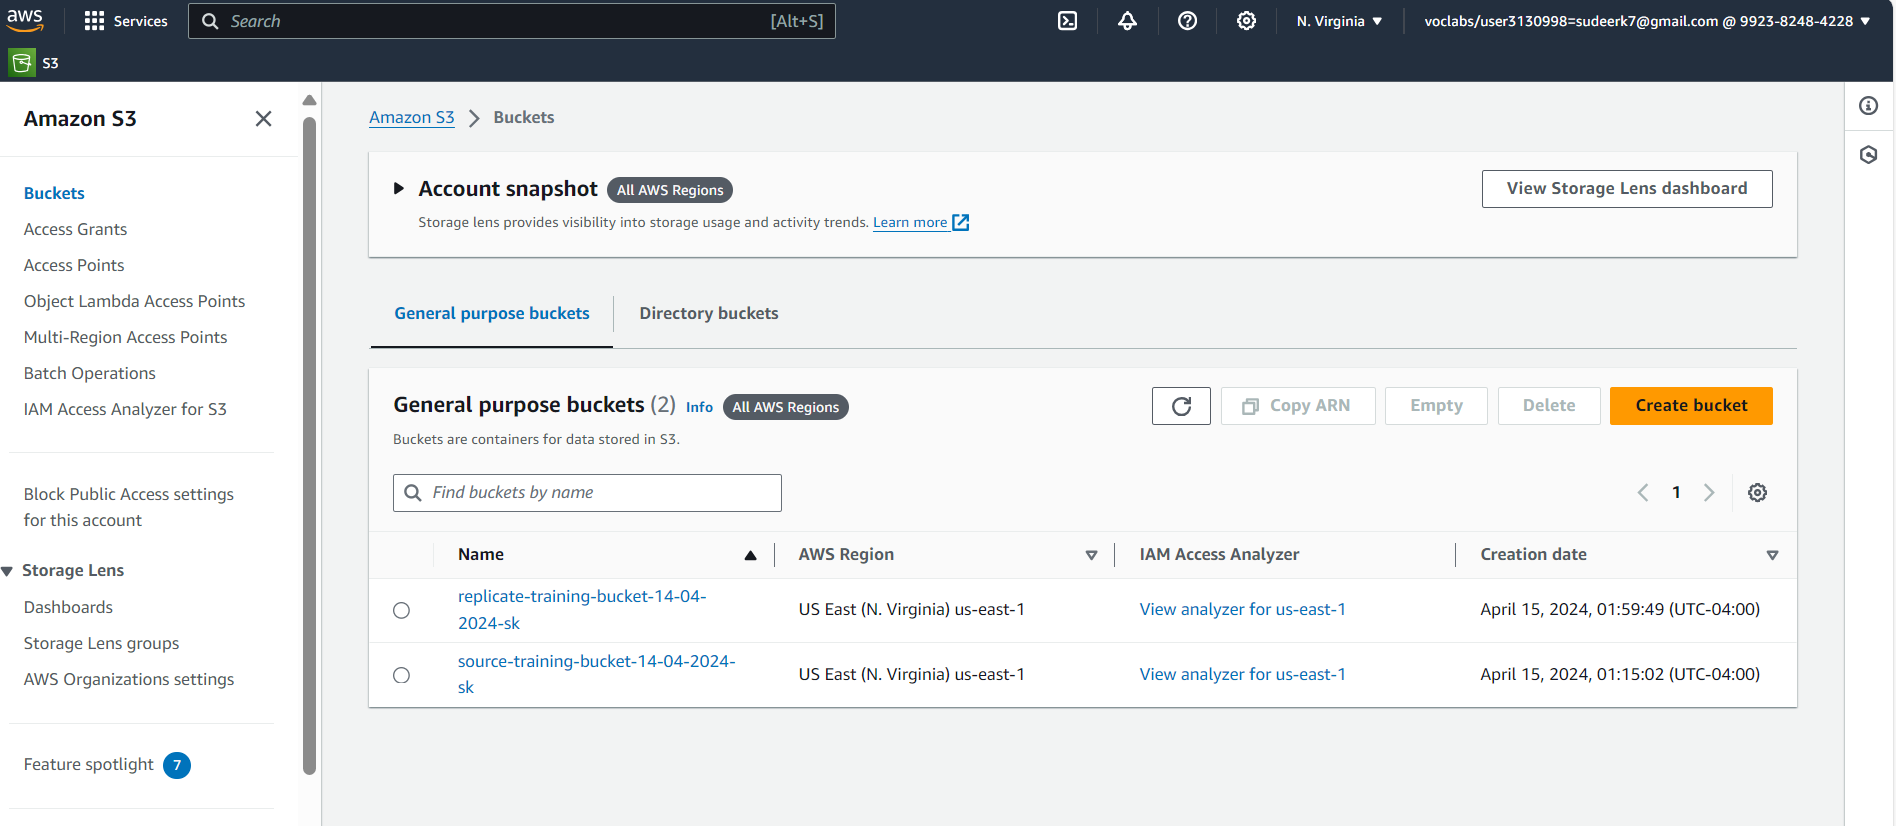 aws
Services
Search [Alt+S]
N. Virginia
voclabs/user3130998=sudeerk7@gmail.com @ 9923-8248-4228
S3
Amazon S3
Buckets
Access Grants
Access Points
Object Lambda Access Points
Multi-Region Access Points
Batch Operations
IAM Access Analyzer for S3
Block Public Access settings
for this account
Storage Lens
Dashboards
Storage Lens groups
AWS Organizations settings
Feature spotlight 7
Amazon S3 > Buckets
Account snapshot All AWS Regions
Storage lens provides visibility into storage usage and activity trends. Learn more
View Storage Lens dashboard
General purpose buckets
Directory buckets
General purpose buckets (2) Info All AWS Regions
Buckets are containers for data stored in S3.
Copy ARN
Empty
Delete
Create bucket
Find buckets by name
1
Name AWS Region IAM Access Analyzer Creation date
replicate-training-bucket-14-04-
2024-sk
US East (N. Virginia) us-east-1 View analyzer for us-east-1 April 15, 2024, 01:59:49 (UTC-04:00)
source-training-bucket-14-04-2024-
sk
US East (N. Virginia) us-east-1 View analyzer for us-east-1 April 15, 2024, 01:15:02 (UTC-04:00)